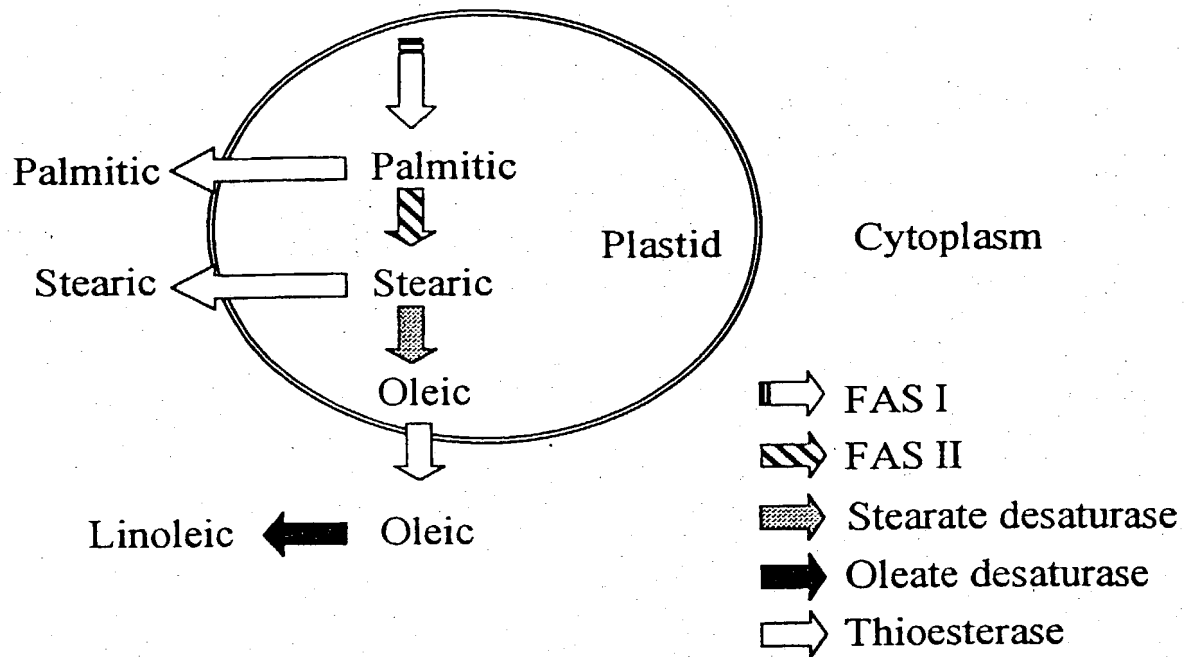 Palmitic
Palmitic
Plastid
Cytoplasm
Stearic
Stearic
Oleic
Linoleic
Oleic
FAS I
FAS II
Stearate desaturase
Oleate desaturase
Thioesterase